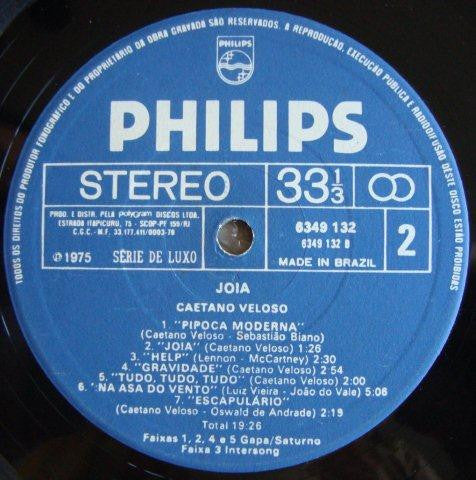 TODOS OS DIREITOS DO PRODUTOR FONOGRÁFICO E DO PROPRIETÁRIO DA OBRA GRAVADA SÃO RESERVADOS. A REPRODUÇÃO, EXECUÇÃO PÚBLICA E RADIODIFUSÃO DESTE DISCO ESTÃO PROIBIDAS
PHILIPS
PHILIPS
STEREO
33 1/3
PROD. E DISTR. PELA polygram DISCOS LTDA.
ESTRADA ITAPICURU, 75 - SICOP-PF 159/RJ
C.G.C. - M.F. 33.177.411/0003-76
℗ 1975 SÉRIE DE LUXO
6349 132
6349 132 B
MADE IN BRAZIL
2
JOIA
CAETANO VELOSO
1. "PIPOCA MODERNA"
(Caetano Veloso - Sebastião Biano)
2. "JOIA" (Caetano Veloso) 1:26
3. "HELP" (Lennon - McCartney) 2:30
4. "GRAVIDADE" (Caetano Veloso) 2:54
5. "TUDO, TUDO, TUDO" (Caetano Veloso) 2:00
6. "NA ASA DO VENTO" (Luiz Vieira - João do Vale) 5:06
7. "ESCAPULÁRIO"
(Caetano Veloso - Oswald de Andrade) 2:19
Total 19:26
Faixas 1, 2, 4 e 5 Gapa/Saturno
Faixa 3 Intersong